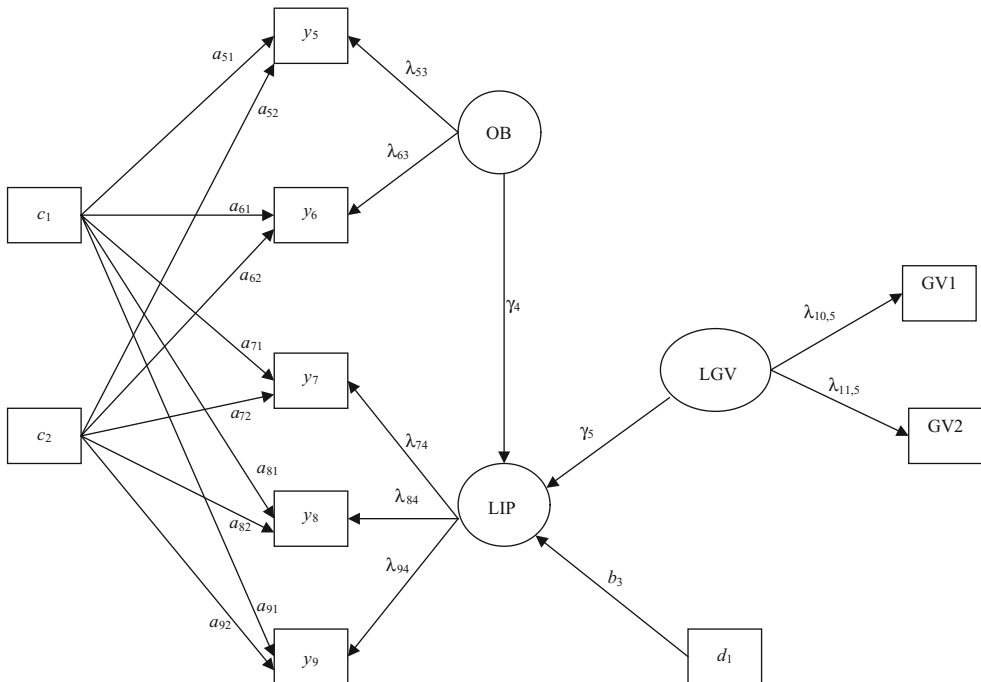 y₅
a₅₁
λ₅₃
a₅₂
OB
λ₆₃
c₁
a₆₁
y₆
a₆₂
GV1
γ₄
λ₁₀,₅
a₇₁
y₇
LGV
λ₁₁,₅
c₂
a₇₂
GV2
γ₅
λ₇₄
a₈₁
λ₈₄
LIP
y₈
a₈₂
λ₉₄
b₃
a₉₁
a₉₂
y₉
d₁